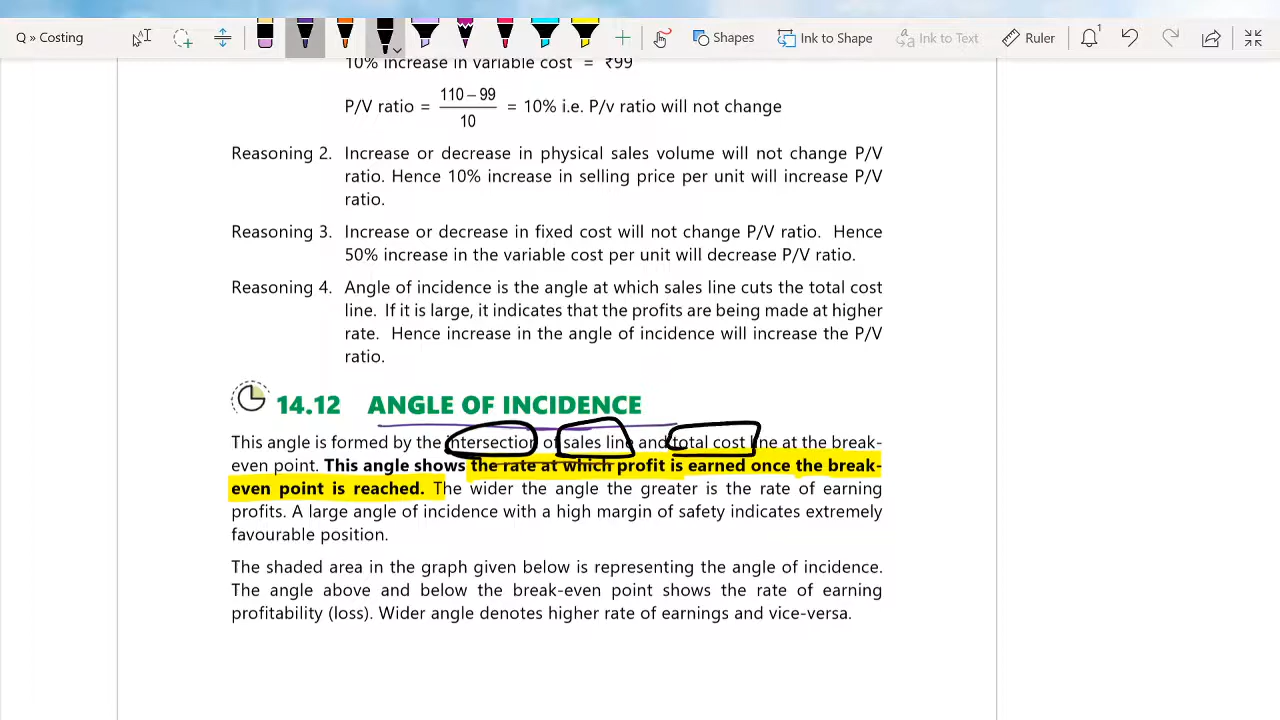 Q » Costing
Shapes
Ink to Shape
Ink to Text
Ruler
1
10% increase in variable cost = ₹99
P/V ratio = 110 – 99 / 10 = 10% i.e. P/v ratio will not change
Reasoning 2. Increase or decrease in physical sales volume will not change P/V
ratio. Hence 10% increase in selling price per unit will increase P/V
ratio.
Reasoning 3. Increase or decrease in fixed cost will not change P/V ratio. Hence
50% increase in the variable cost per unit will decrease P/V ratio.
Reasoning 4. Angle of incidence is the angle at which sales line cuts the total cost
line. If it is large, it indicates that the profits are being made at higher
rate. Hence increase in the angle of incidence will increase the P/V
ratio.
14.12 ANGLE OF INCIDENCE
This angle is formed by the intersection of sales line and total cost line at the break-
even point. This angle shows the rate at which profit is earned once the break-
even point is reached. The wider the angle the greater is the rate of earning
profits. A large angle of incidence with a high margin of safety indicates extremely
favourable position.
The shaded area in the graph given below is representing the angle of incidence.
The angle above and below the break-even point shows the rate of earning
profitability (loss). Wider angle denotes higher rate of earnings and vice-versa.